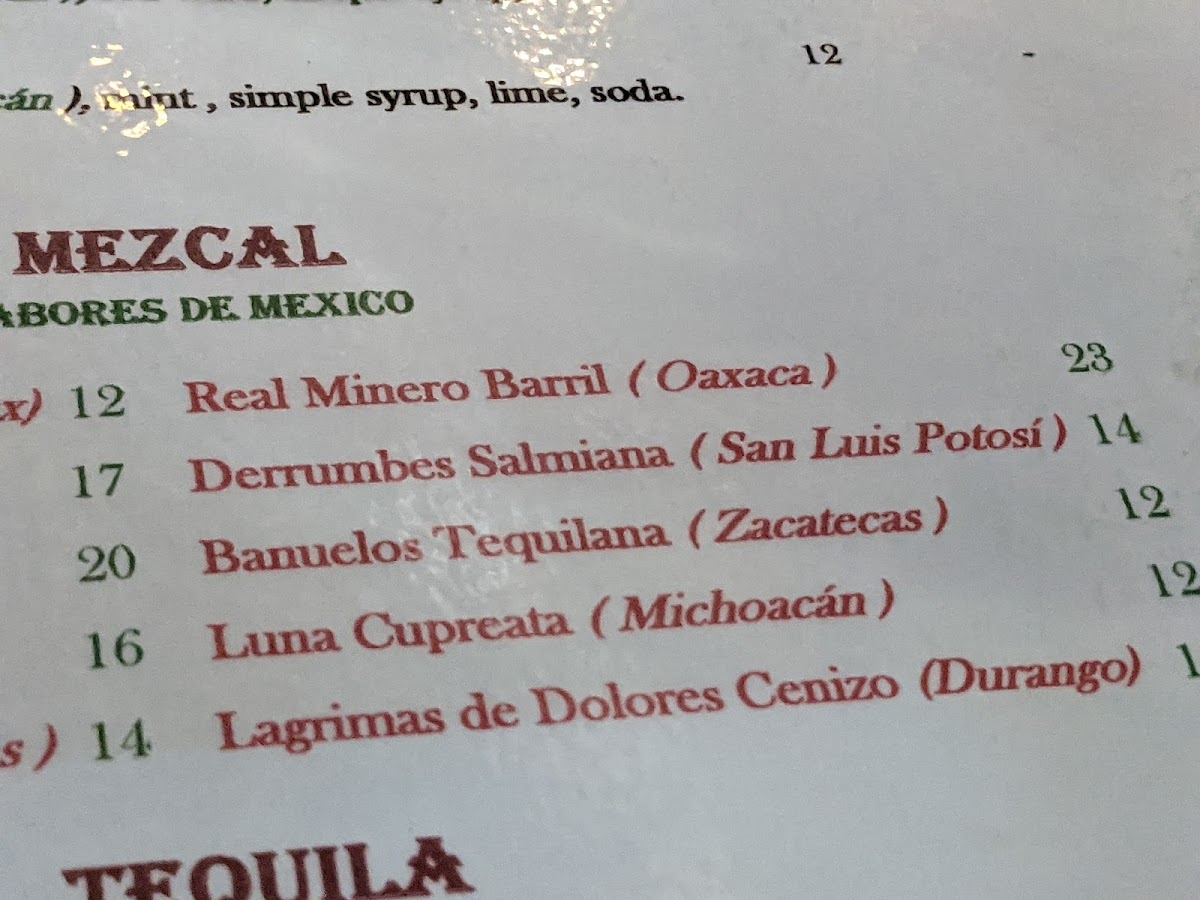 12 -
cán ), mint , simple syrup, lime, soda.
MEZCAL
ABORES DE MEXICO
x) 12 Real Minero Barril ( Oaxaca ) 23
17 Derrumbes Salmiana ( San Luis Potosí ) 14
20 Banuelos Tequilana ( Zacatecas ) 12
16 Luna Cupreata ( Michoacán ) 12
s ) 14 Lagrimas de Dolores Cenizo (Durango) 1
TEQUILA